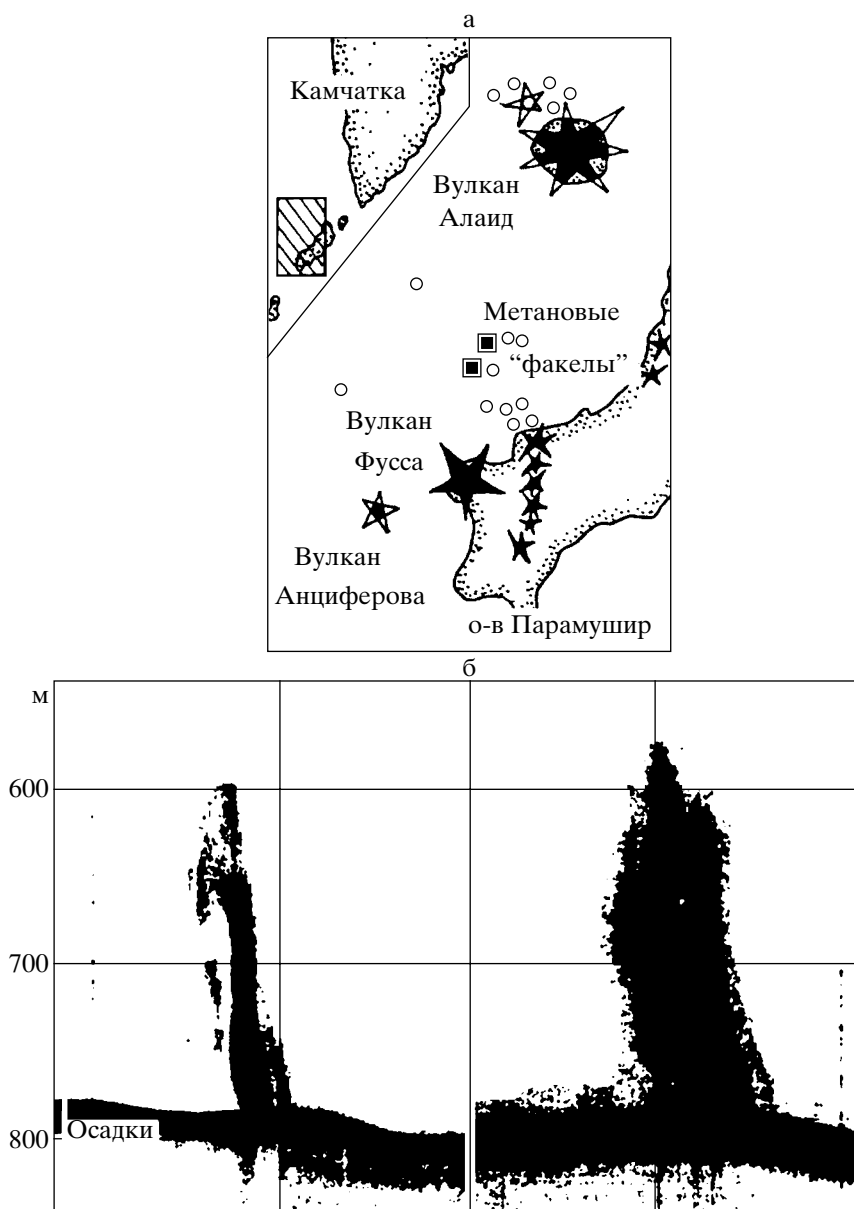 а
Камчатка
Вулкан
Алаид
Метановые
“факелы”
Вулкан
Фусса
Вулкан
Анциферова
о-в Парамушир
б
м
600
700
Осадки
800